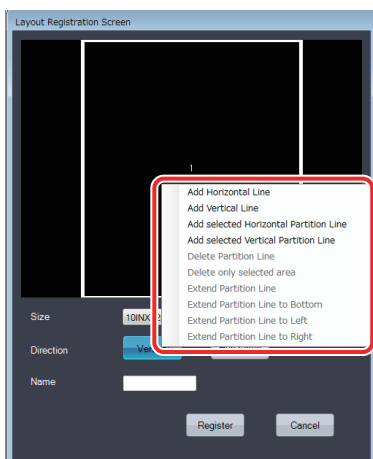 Layout Registration Screen
1
Add Horizontal Line
Add Vertical Line
Add selected Horizontal Partition Line
Add selected Vertical Partition Line
Delete Partition Line
Delete only selected area
Extend Partition Line
Extend Partition Line to Bottom
Extend Partition Line to Left
Extend Partition Line to Right
Size
Direction
Name
Register Cancel